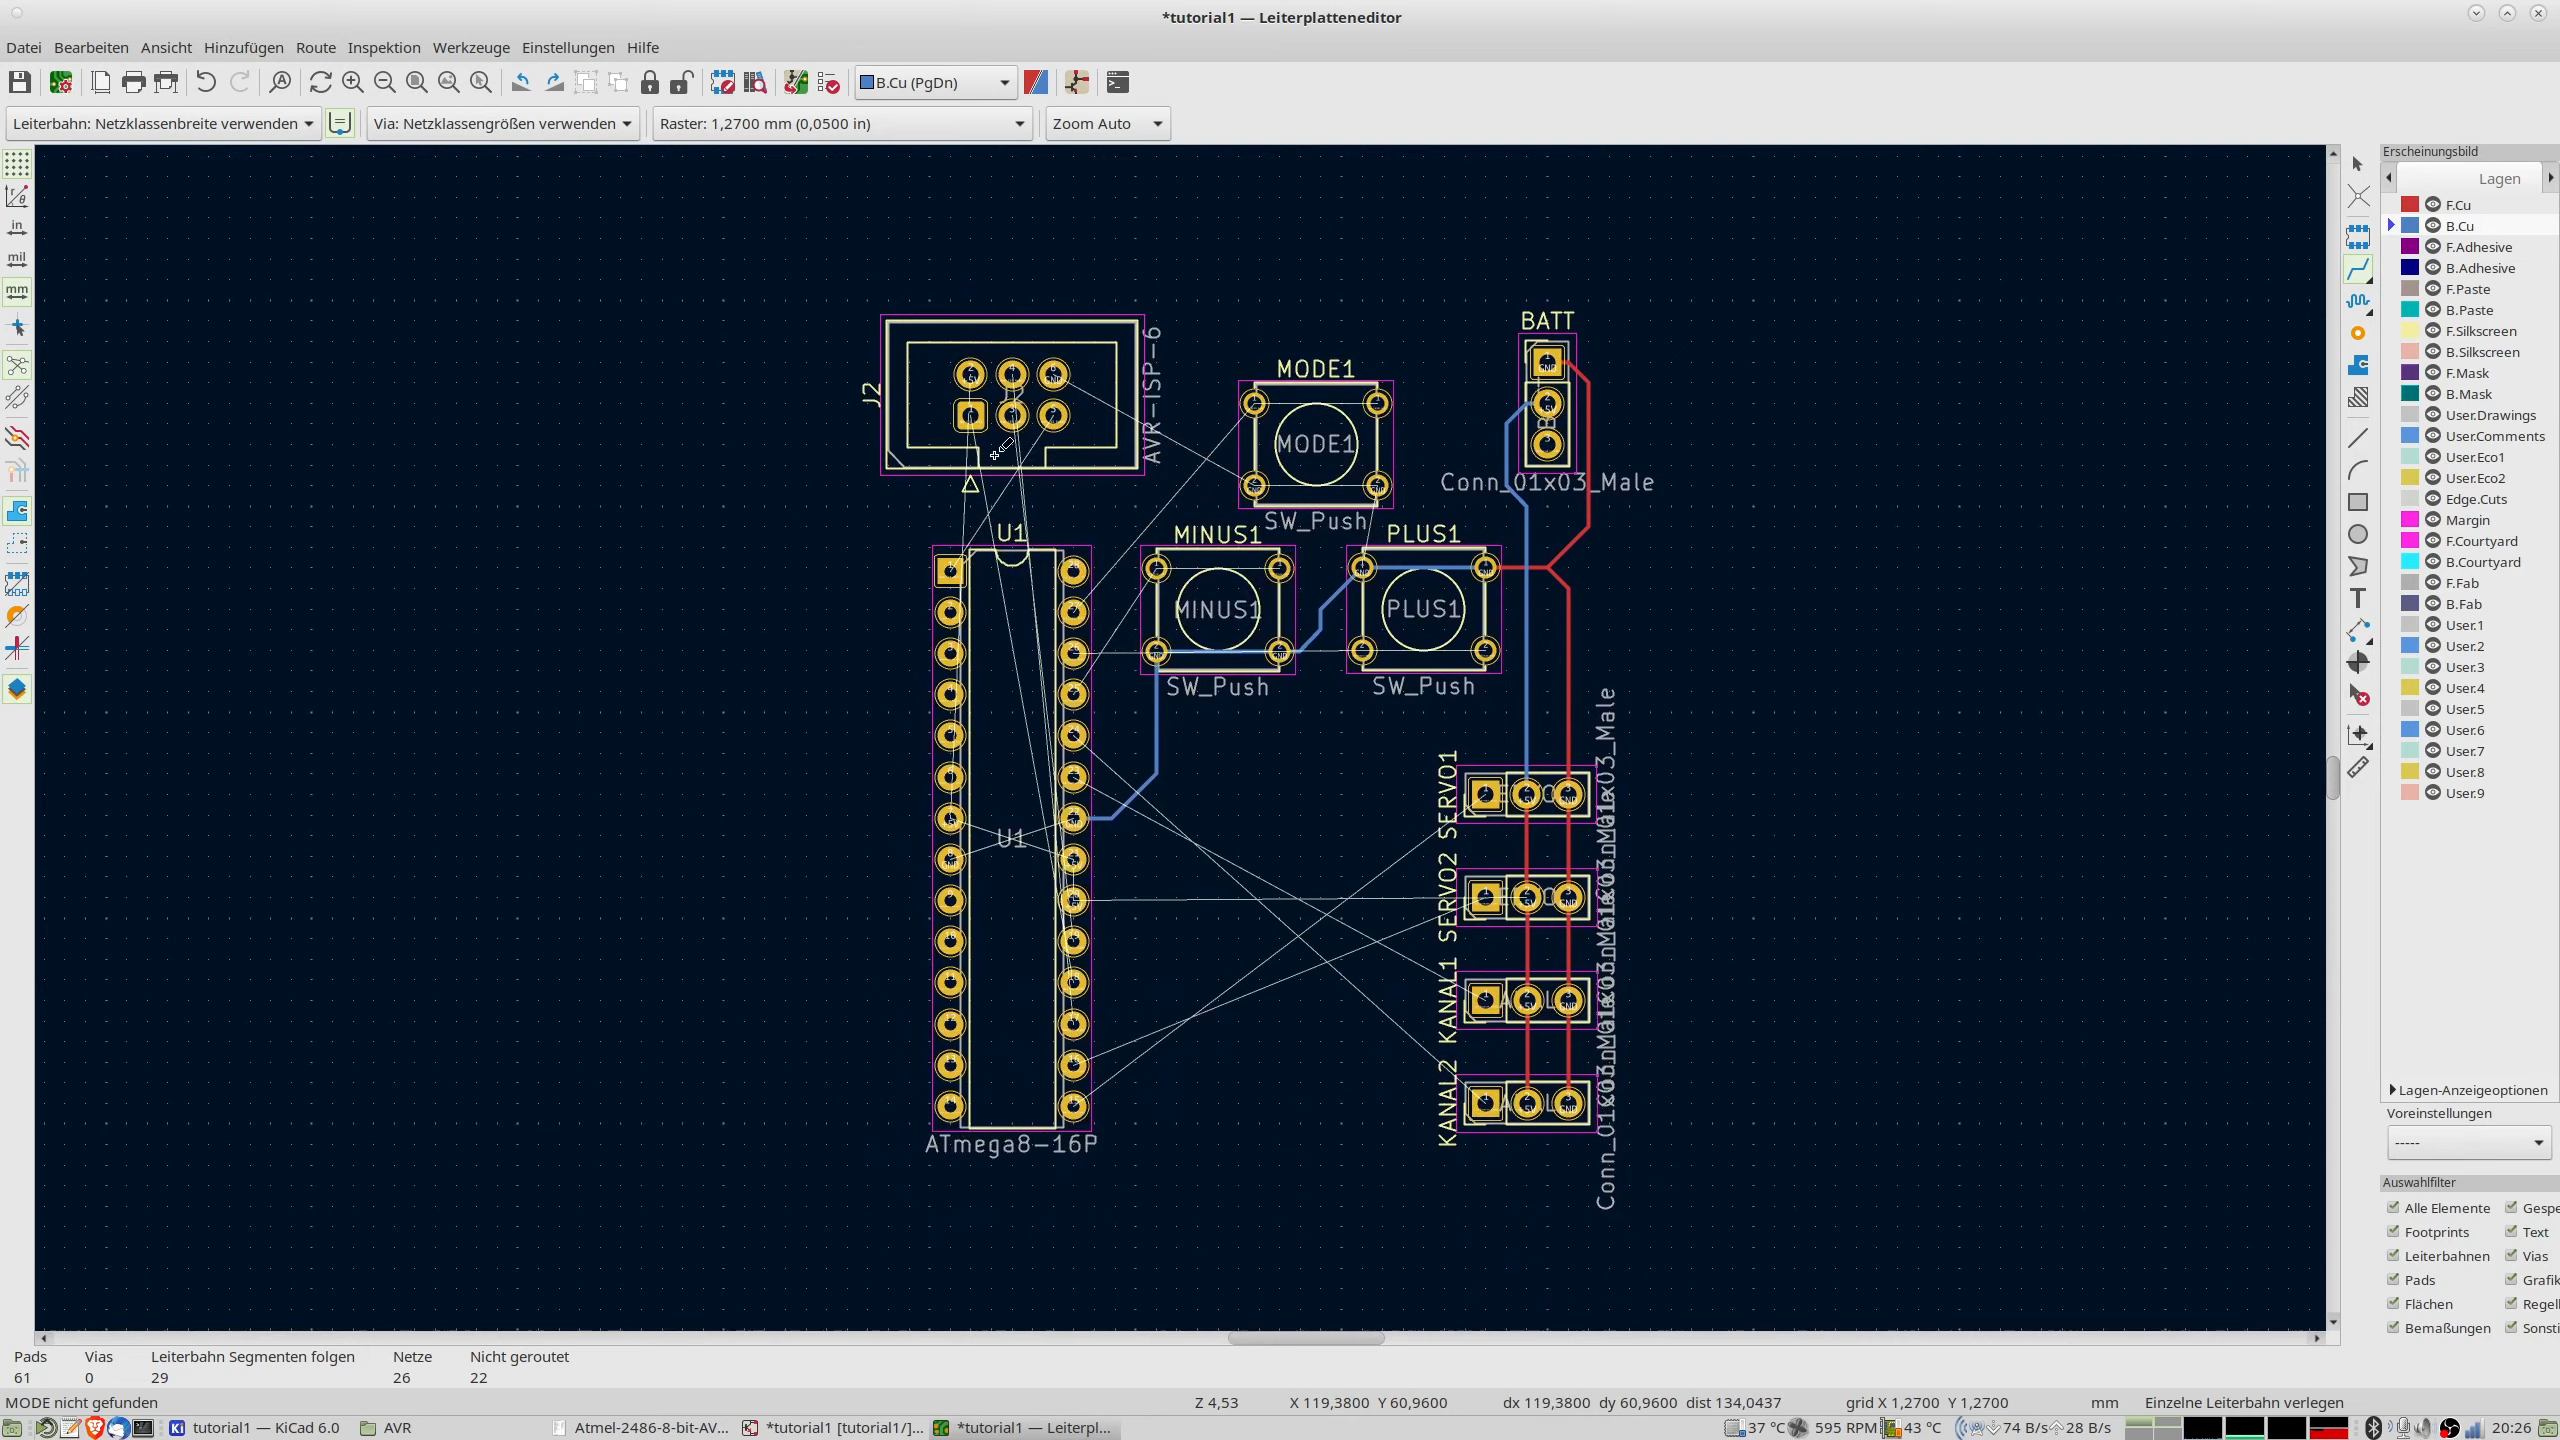 *tutorial1 — Leiterplatteneditor
Datei Bearbeiten Ansicht Hinzufügen Route Inspektion Werkzeuge Einstellungen Hilfe
B.Cu (PgDn)
Leiterbahn: Netzklassenbreite verwenden Via: Netzklassengrößen verwenden Raster: 1,2700 mm (0,0500 in) Zoom Auto
in
mil
mm
J2
AVR-ISP-6
MODE1
MODE1
SW_Push
BATT
Conn_01x03_Male
U1
U1
ATmega8-16P
MINUS1
MINUS1
SW_Push
PLUS1
PLUS1
SW_Push
SERVO1
SERVO2
KANAL1
KANAL2
Erscheinungsbild
Lagen
F.Cu
B.Cu
F.Adhesive
B.Adhesive
F.Paste
B.Paste
F.Silkscreen
B.Silkscreen
F.Mask
B.Mask
User.Drawings
User.Comments
User.Eco1
User.Eco2
Edge.Cuts
Margin
F.Courtyard
B.Courtyard
F.Fab
B.Fab
User.1
User.2
User.3
User.4
User.5
User.6
User.7
User.8
User.9
Lagen-Anzeigeoptionen
Voreinstellungen
-----
Auswahlfilter
Alle Elemente Gespe
Footprints Text
Leiterbahnen Vias
Pads Grafik
Flächen Regell
Bemaßungen Sonsti
Pads Vias Leiterbahn Segmenten folgen Netze Nicht geroutet
61 0 29 26 22
MODE nicht gefunden Z 4,53 X 119,3800 Y 60,9600 dx 119,3800 dy 60,9600 dist 134,0437 grid X 1,2700 Y 1,2700 mm Einzelne Leiterbahn verlegen
tutorial1 — KiCad 6.0 AVR Atmel-2486-8-bit-AV... *tutorial1 [tutorial1/]... *tutorial1 — Leiterpl... 37 °C 595 RPM 43 °C 74 B/s 28 B/s 20:26